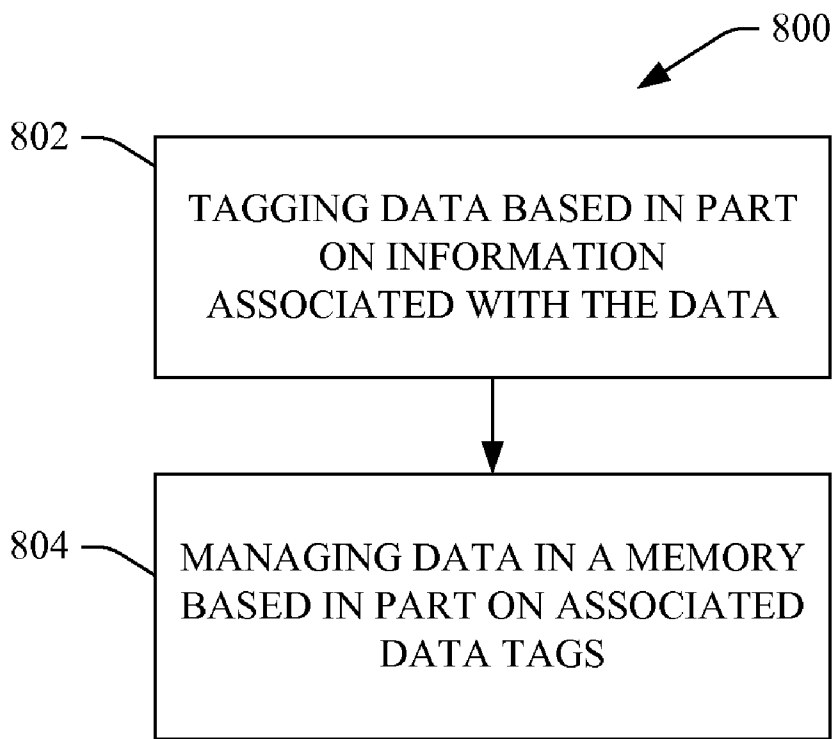 800
802
TAGGING DATA BASED IN PART
ON INFORMATION
ASSOCIATED WITH THE DATA
804
MANAGING DATA IN A MEMORY
BASED IN PART ON ASSOCIATED
DATA TAGS